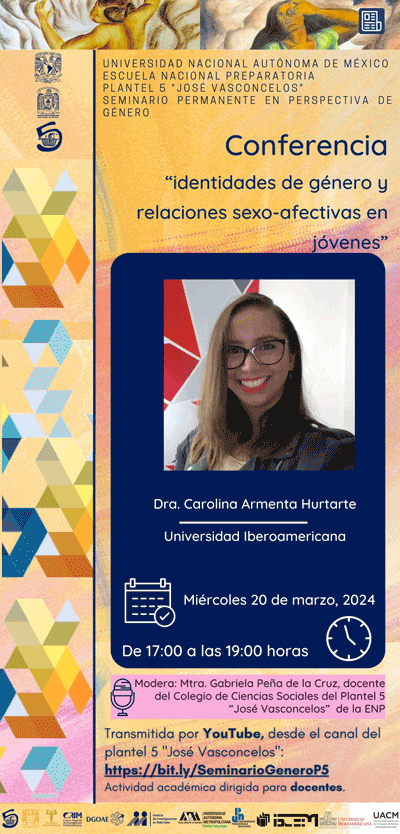 UNIVERSIDAD NACIONAL AUTÓNOMA DE MÉXICO
ESCUELA NACIONAL PREPARATORIA
PLANTEL 5 "JOSÉ VASCONCELOS"
SEMINARIO PERMANENTE EN PERSPECTIVA DE
GÉNERO
Conferencia
“identidades de género y
relaciones sexo-afectivas en
jóvenes”
Dra. Carolina Armenta Hurtarte
Universidad Iberoamericana
Miércoles 20 de marzo, 2024
De 17:00 a las 19:00 horas
Modera: Mtra. Gabriela Peña de la Cruz, docente
del Colegio de Ciencias Sociales del Plantel 5
“José Vasconcelos” de la ENP
Transmitida por YouTube, desde el canal del
plantel 5 "José Vasconcelos":
https://bit.ly/SeminarioGeneroP5
Actividad académica dirigida para docentes.
CRIM
DGOAE
UACM